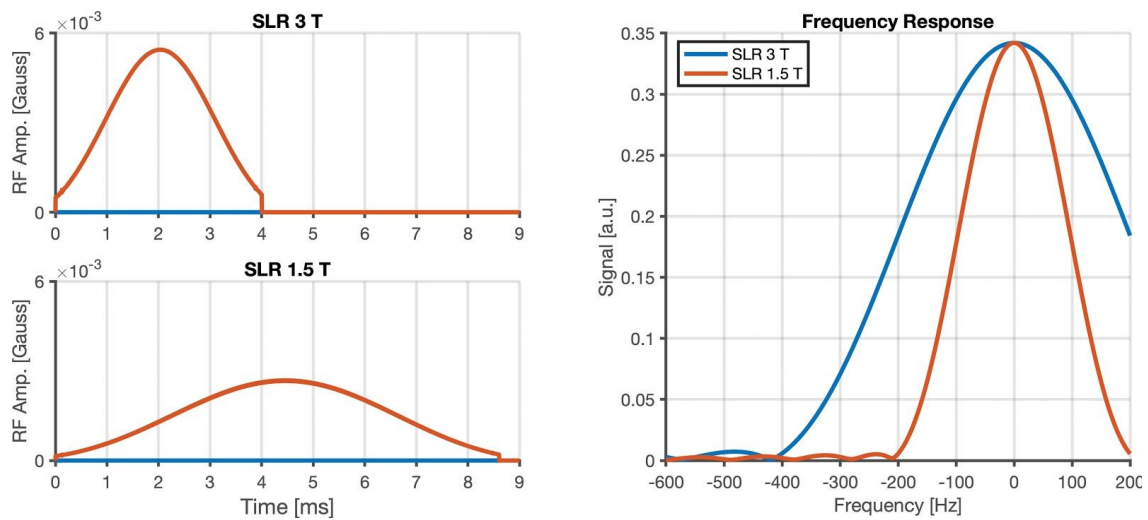 SLR 3 T
×10⁻³
6
0
RF Amp. [Gauss]
0 1 2 3 4 5 6 7 8 9
SLR 1.5 T
×10⁻³
6
0
RF Amp. [Gauss]
0 1 2 3 4 5 6 7 8 9
Time [ms]
Frequency Response
SLR 3 T
SLR 1.5 T
0.35
0.3
0.25
0.2
0.15
0.1
0.05
0
Signal [a.u.]
-600 -500 -400 -300 -200 -100 0 100 200
Frequency [Hz]